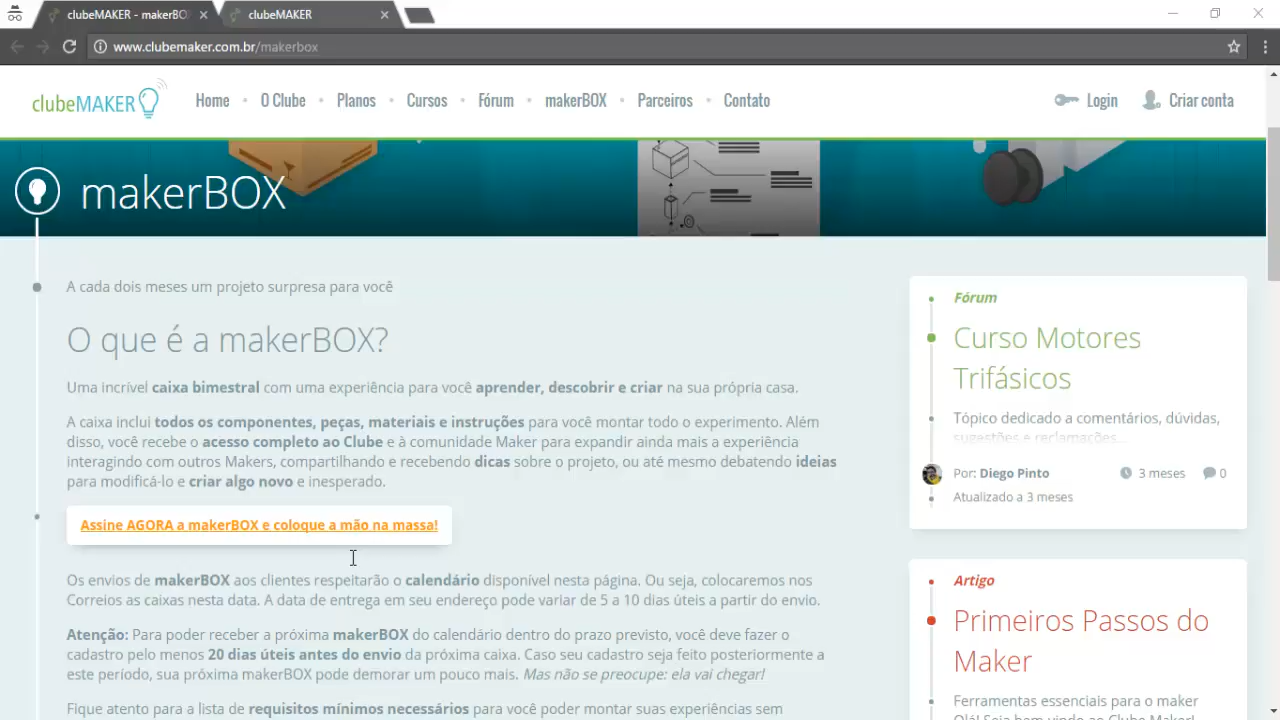 clubeMAKER - makerBO
clubeMAKER
www.clubemaker.com.br/makerbox
clubeMAKER
Home
O Clube
Planos
Cursos
Fórum
makerBOX
Parceiros
Contato
Login
Criar conta
makerBOX
A cada dois meses um projeto surpresa para você
O que é a makerBOX?
Uma incrível caixa bimestral com uma experiência para você aprender, descobrir e criar na sua própria casa.
A caixa inclui todos os componentes, peças, materiais e instruções para você montar todo o experimento. Além
disso, você recebe o acesso completo ao Clube e à comunidade Maker para expandir ainda mais a experiência
interagindo com outros Makers, compartilhando e recebendo dicas sobre o projeto, ou até mesmo debatendo ideias
para modificá-lo e criar algo novo e inesperado.
Assine AGORA a makerBOX e coloque a mão na massa!
Os envios de makerBOX aos clientes respeitarão o calendário disponível nesta página. Ou seja, colocaremos nos
Correios as caixas nesta data. A data de entrega em seu endereço pode variar de 5 a 10 dias úteis a partir do envio.
Atenção: Para poder receber a próxima makerBOX do calendário dentro do prazo previsto, você deve fazer o
cadastro pelo menos 20 dias úteis antes do envio da próxima caixa. Caso seu cadastro seja feito posteriormente a
este período, sua próxima makerBOX pode demorar um pouco mais. Mas não se preocupe: ela vai chegar!
Fique atento para a lista de requisitos mínimos necessários para você poder montar suas experiências sem
Fórum
Curso Motores
Trifásicos
Tópico dedicado a comentários, dúvidas,
sugestões e reclamações...
Por: Diego Pinto
3 meses
0
Atualizado a 3 meses
Artigo
Primeiros Passos do
Maker
Ferramentas essenciais para o maker
Olá! Seja bem vindo ao Clube Maker!